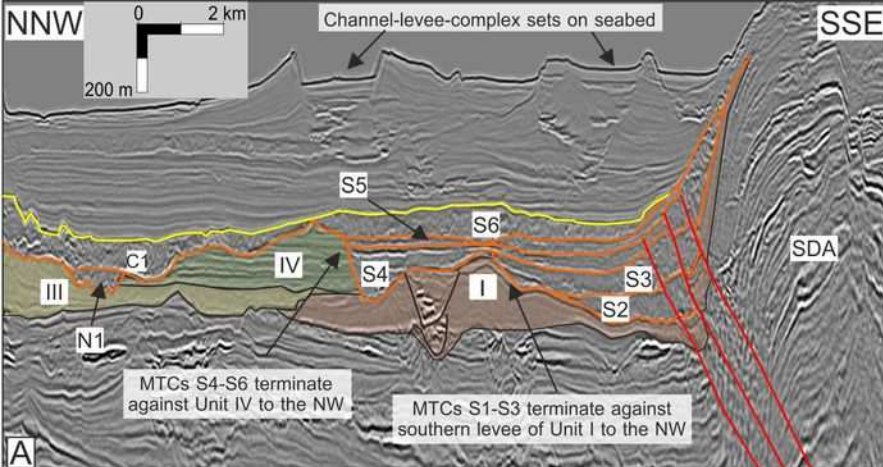 NNW
0 2 km
200 m
Channel-levee-complex sets on seabed
SSE
S5
S6
SDA
C1
IV
S4
I
S3
III
S2
N1
MTCs S4-S6 terminate
against Unit IV to the NW
MTCs S1-S3 terminate against
southern levee of Unit I to the NW
A